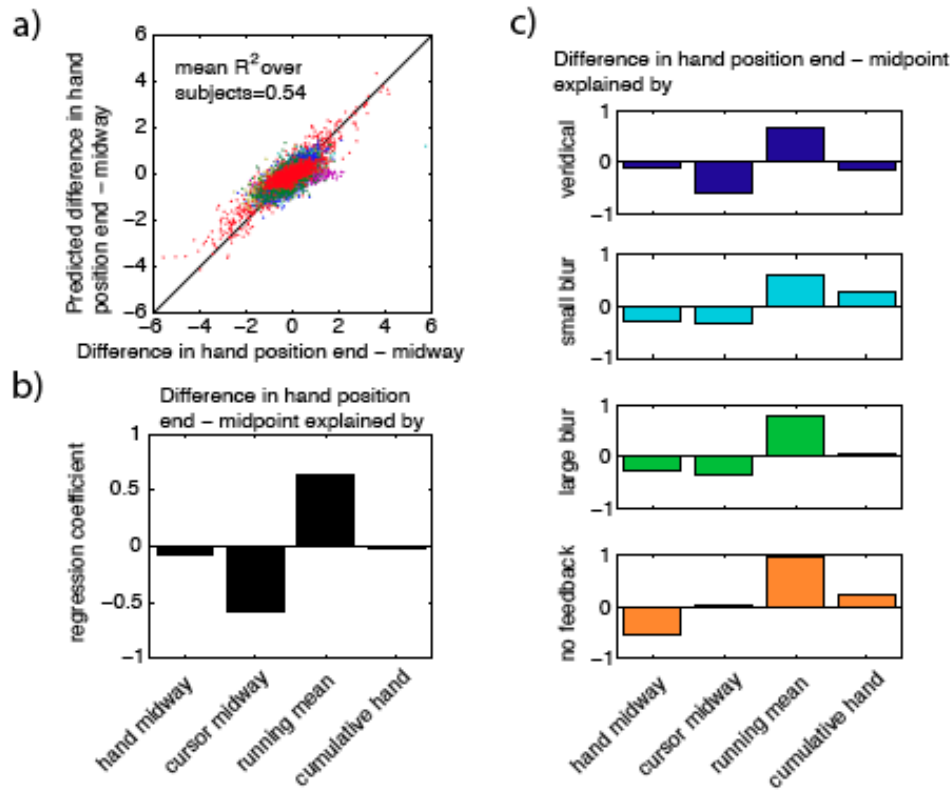 a)
6
4
2
0
−2
−4
−6
−6 −4 −2 0 2 4 6
mean R² over
subjects=0.54
Predicted difference in hand
position end − midway
Difference in hand position end − midway
b)
Difference in hand position
end − midpoint explained by
1
0.5
0
−0.5
−1
regression coefficient
hand midway
cursor midway
running mean
cumulative hand
c)
Difference in hand position end − midpoint
explained by
veridical
1
0
−1
small blur
1
0
−1
large blur
1
0
−1
no feedback
1
0
−1
hand midway
cursor midway
running mean
cumulative hand